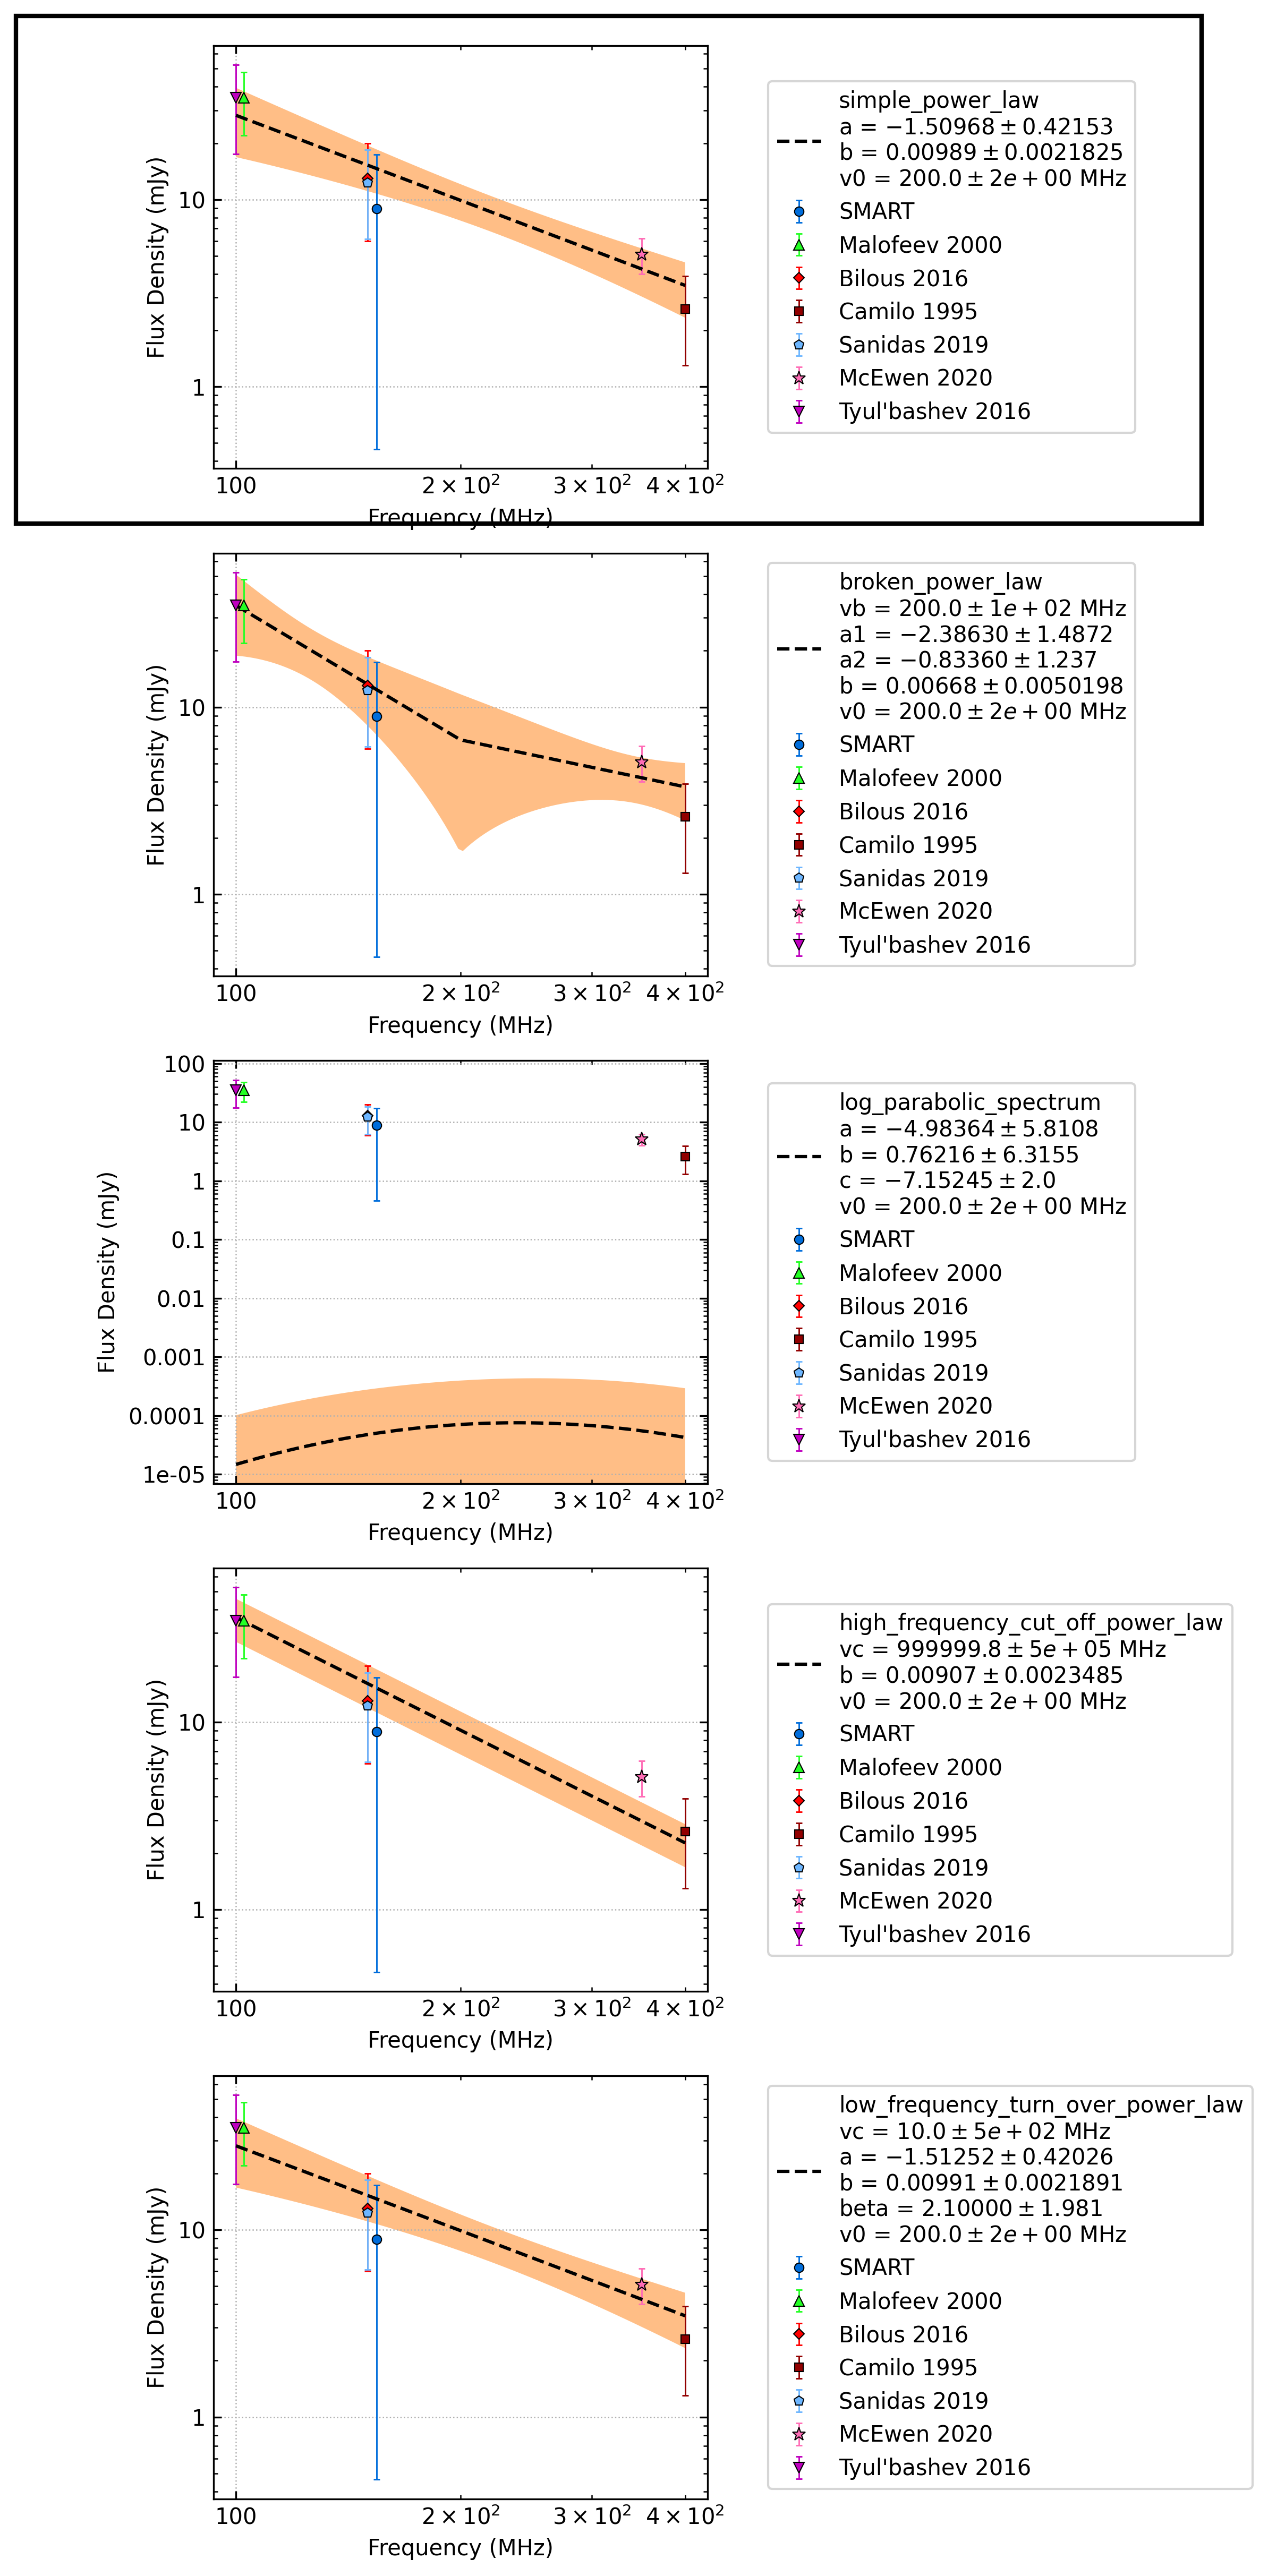 simple_power_law
a = −1.50968 ± 0.42153
b = 0.00989 ± 0.0021825
v0 = 200.0 ± 2e + 00 MHz
SMART
Malofeev 2000
Bilous 2016
Camilo 1995
Sanidas 2019
McEwen 2020
Tyul'bashev 2016
Flux Density (mJy)
10
1
100
2 × 10²
3 × 10²
4 × 10²
Frequency (MHz)
broken_power_law
vb = 200.0 ± 1e + 02 MHz
a1 = −2.38630 ± 1.4872
a2 = −0.83360 ± 1.237
b = 0.00668 ± 0.0050198
v0 = 200.0 ± 2e + 00 MHz
SMART
Malofeev 2000
Bilous 2016
Camilo 1995
Sanidas 2019
McEwen 2020
Tyul'bashev 2016
Flux Density (mJy)
10
1
100
2 × 10²
3 × 10²
4 × 10²
Frequency (MHz)
log_parabolic_spectrum
a = −4.98364 ± 5.8108
b = 0.76216 ± 6.3155
c = −7.15245 ± 2.0
v0 = 200.0 ± 2e + 00 MHz
SMART
Malofeev 2000
Bilous 2016
Camilo 1995
Sanidas 2019
McEwen 2020
Tyul'bashev 2016
Flux Density (mJy)
100
10
1
0.1
0.01
0.001
0.0001
1e-05
100
2 × 10²
3 × 10²
4 × 10²
Frequency (MHz)
high_frequency_cut_off_power_law
vc = 999999.8 ± 5e + 05 MHz
b = 0.00907 ± 0.0023485
v0 = 200.0 ± 2e + 00 MHz
SMART
Malofeev 2000
Bilous 2016
Camilo 1995
Sanidas 2019
McEwen 2020
Tyul'bashev 2016
Flux Density (mJy)
10
1
100
2 × 10²
3 × 10²
4 × 10²
Frequency (MHz)
low_frequency_turn_over_power_law
vc = 10.0 ± 5e + 02 MHz
a = −1.51252 ± 0.42026
b = 0.00991 ± 0.0021891
beta = 2.10000 ± 1.981
v0 = 200.0 ± 2e + 00 MHz
SMART
Malofeev 2000
Bilous 2016
Camilo 1995
Sanidas 2019
McEwen 2020
Tyul'bashev 2016
Flux Density (mJy)
10
1
100
2 × 10²
3 × 10²
4 × 10²
Frequency (MHz)